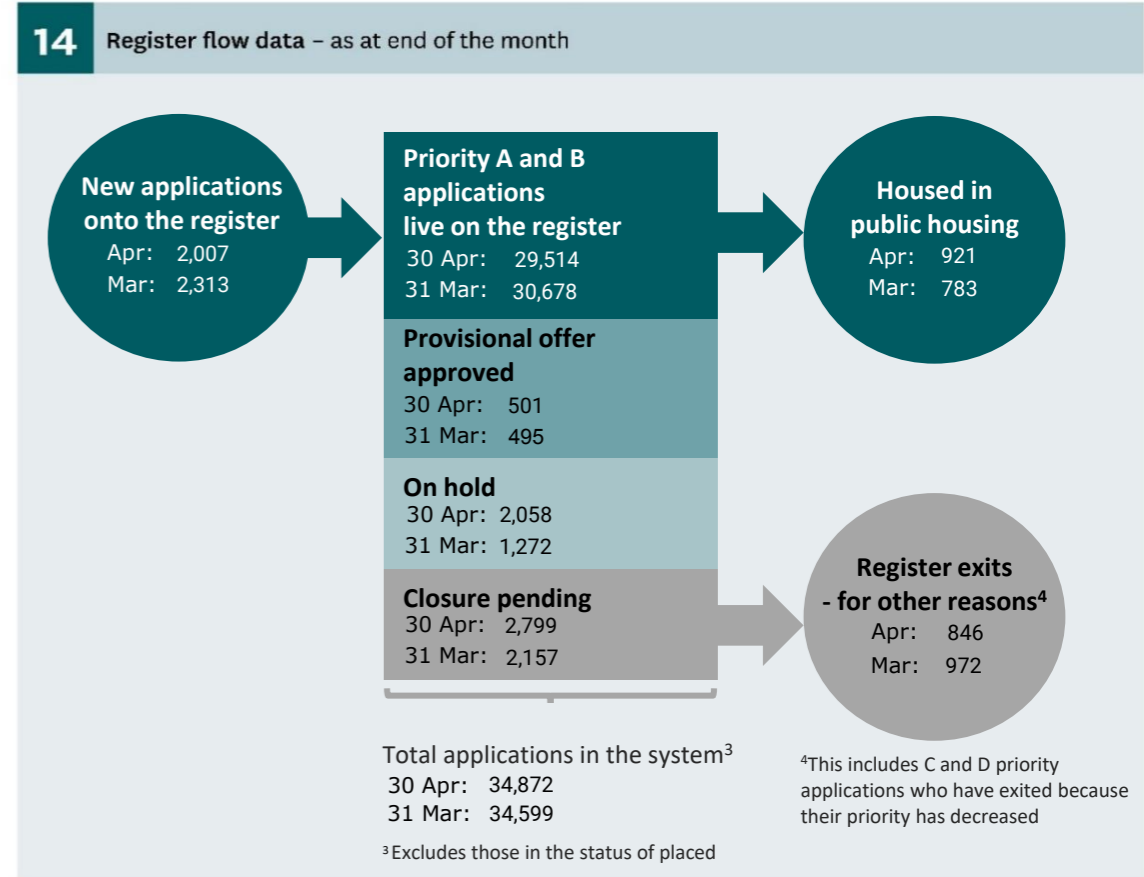 14 Register flow data – as at end of the month
New applications
onto the register
Apr: 2,007
Mar: 2,313
Priority A and B
applications
live on the register
30 Apr: 29,514
31 Mar: 30,678
Provisional offer
approved
30 Apr: 501
31 Mar: 495
On hold
30 Apr: 2,058
31 Mar: 1,272
Closure pending
30 Apr: 2,799
31 Mar: 2,157
Total applications in the system³
30 Apr: 34,872
31 Mar: 34,599
³ Excludes those in the status of placed
Housed in
public housing
Apr: 921
Mar: 783
Register exits
- for other reasons⁴
Apr: 846
Mar: 972
⁴This includes C and D priority
applications who have exited because
their priority has decreased